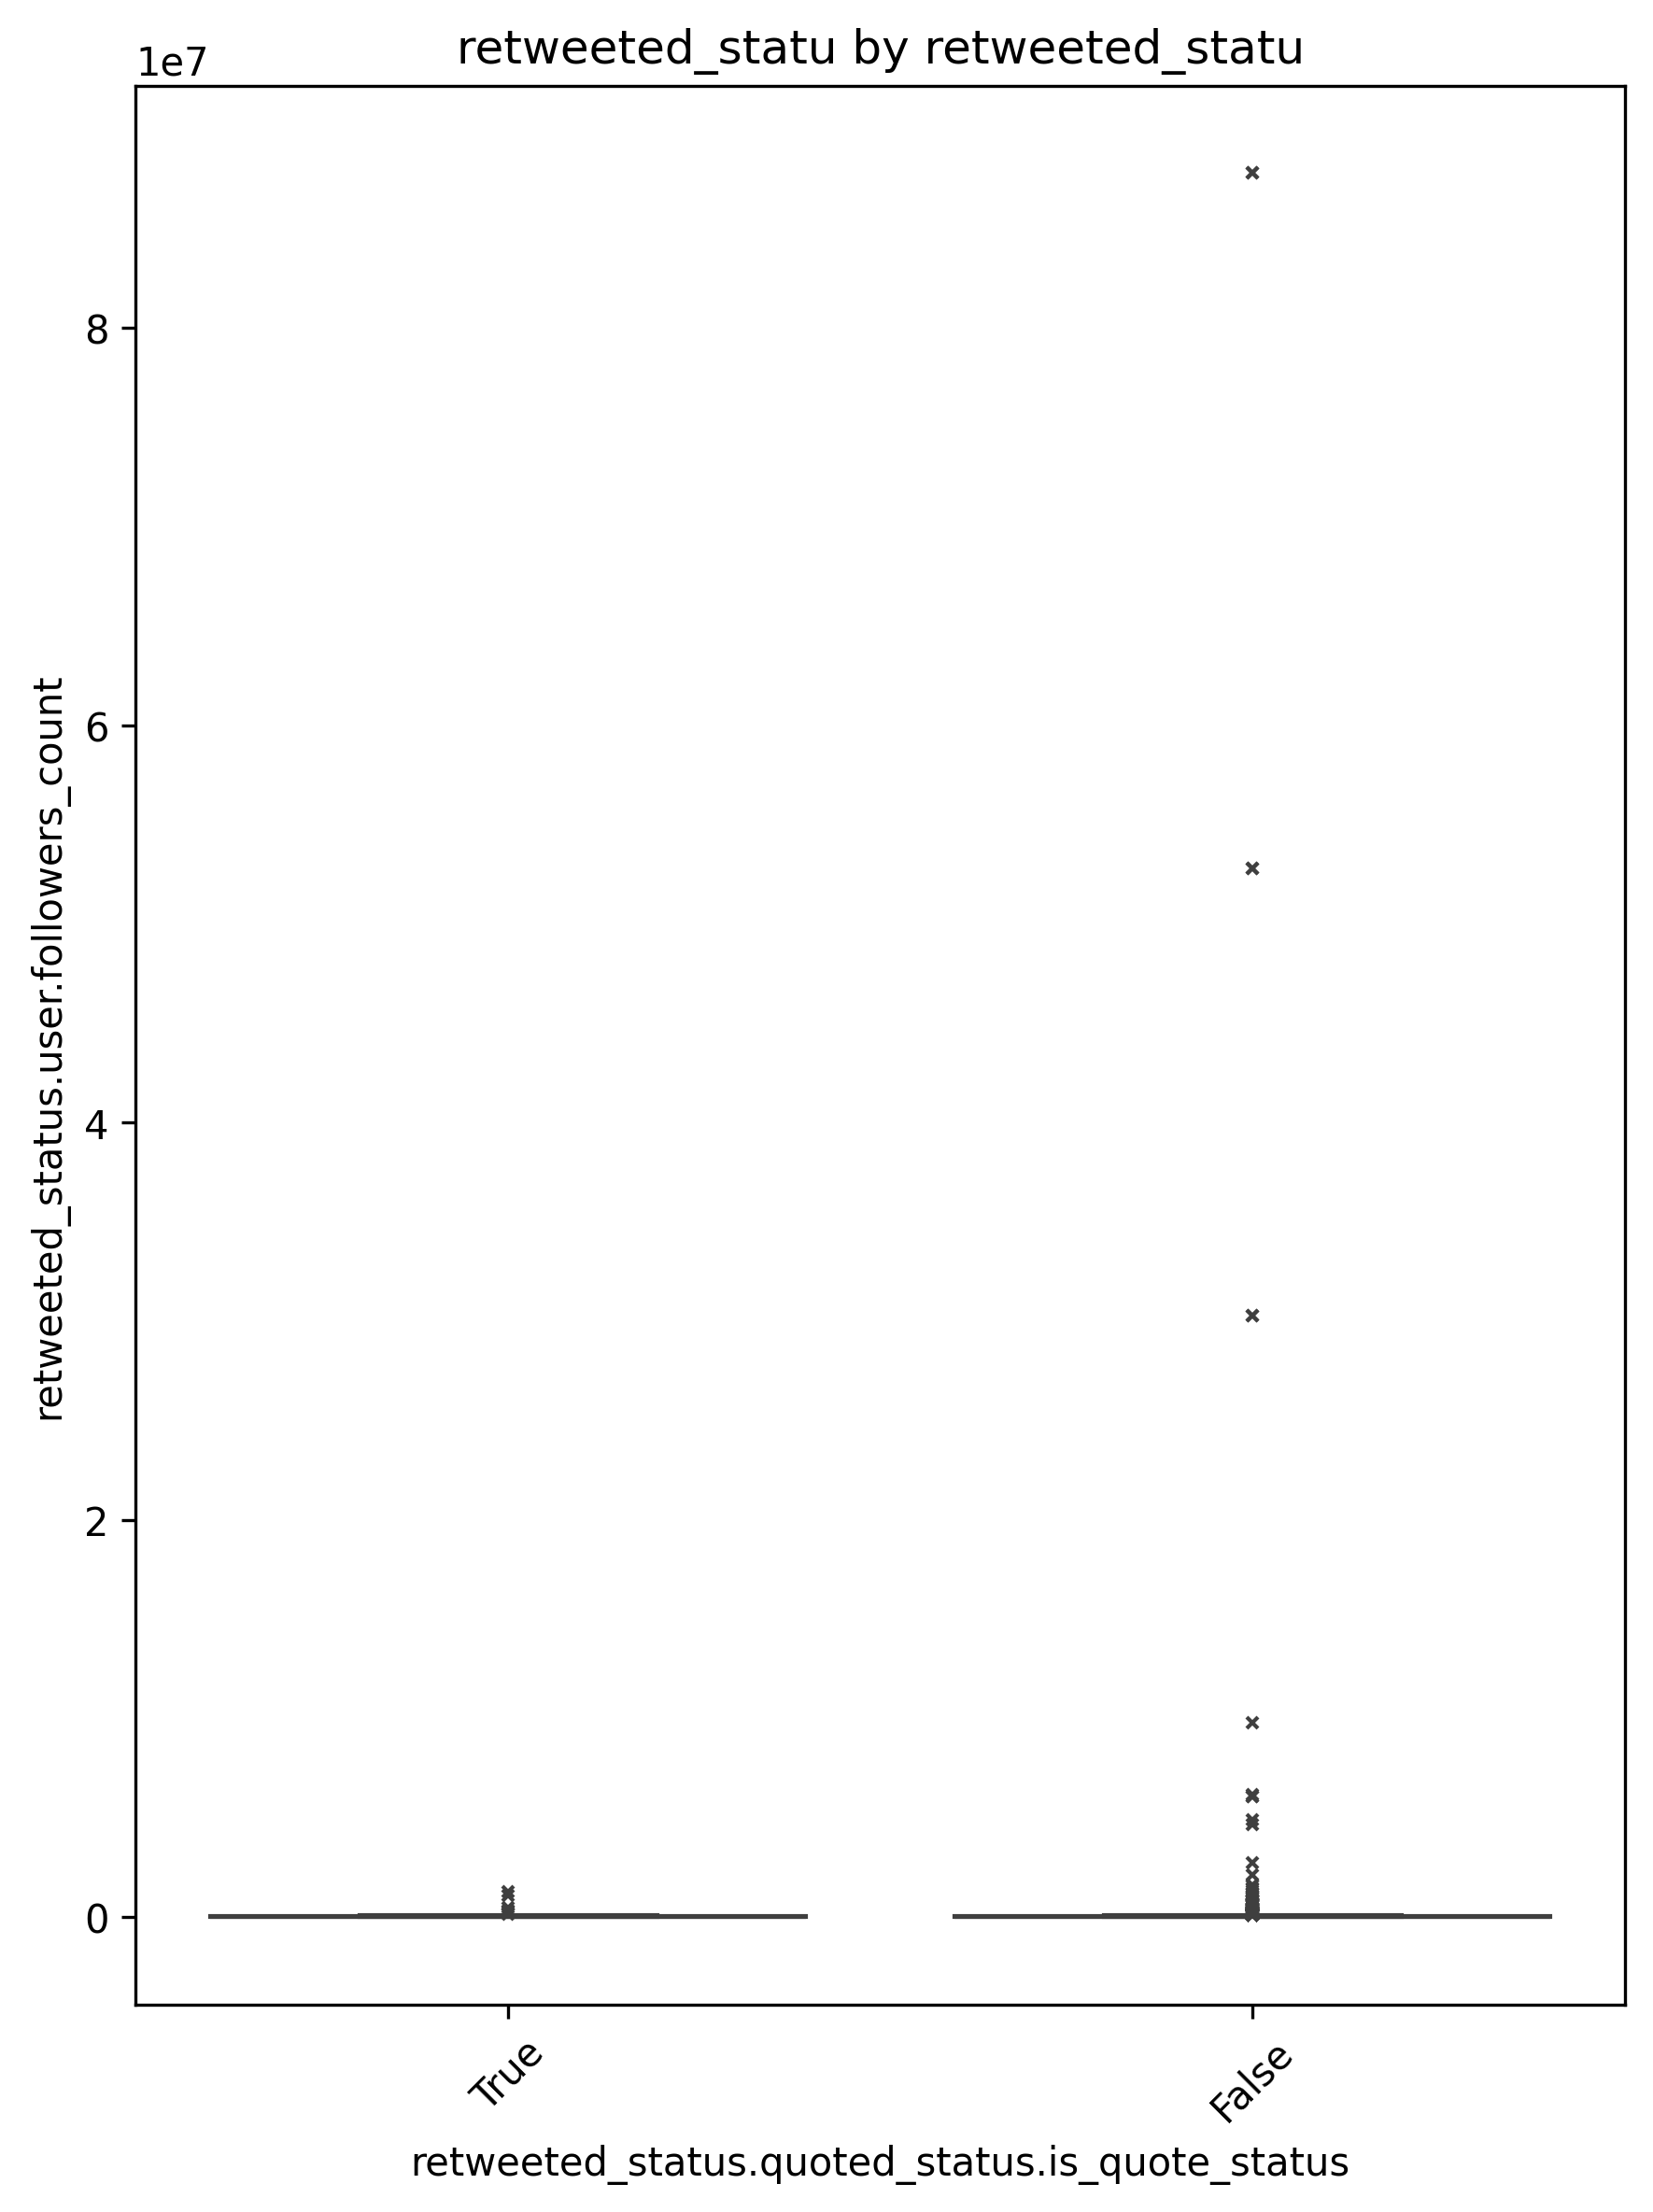 retweeted_statu by retweeted_statu
1e7
8
6
4
2
0
retweeted_status.user.followers_count
True
False
retweeted_status.quoted_status.is_quote_status